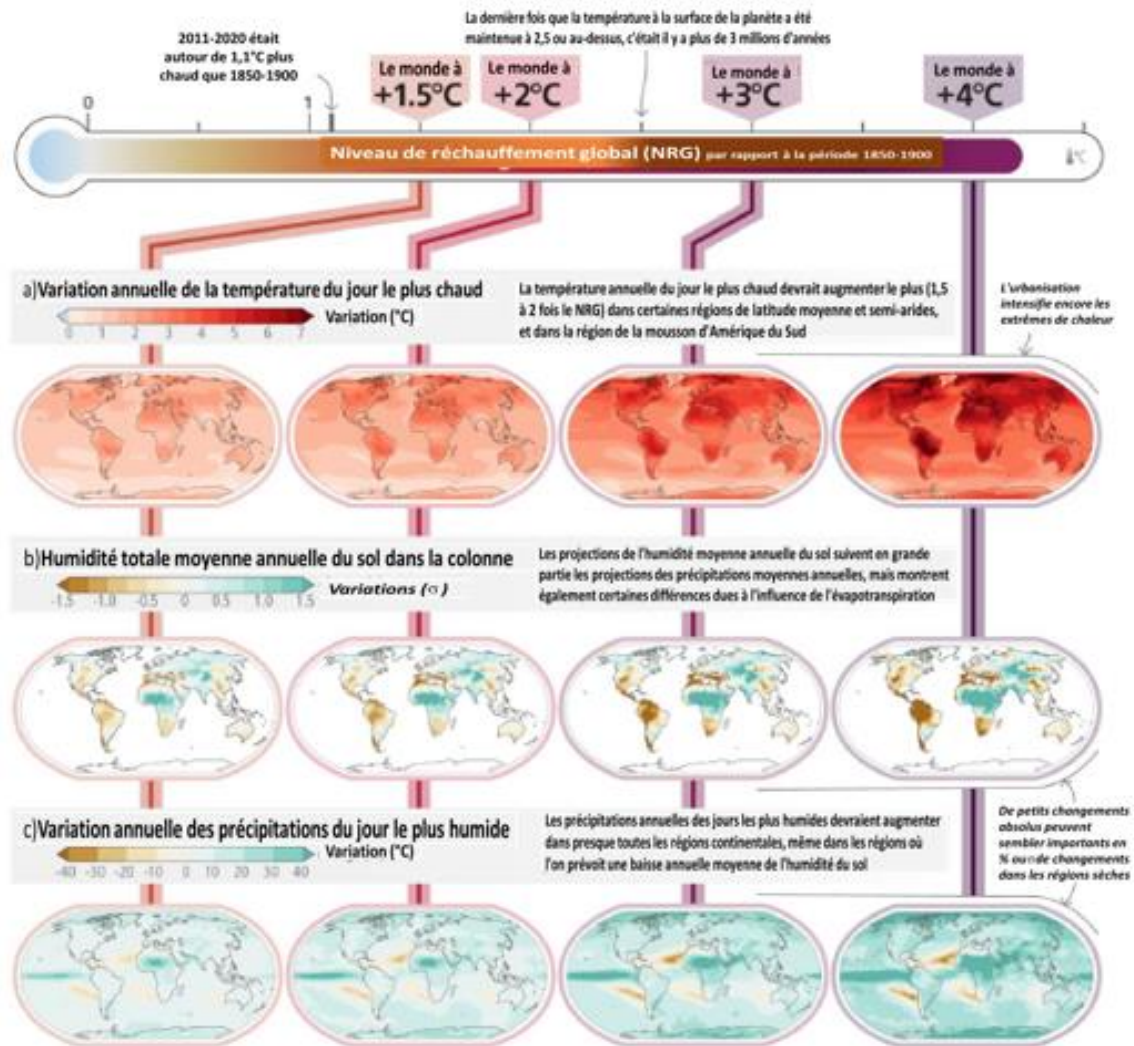 La dernière fois que la température à la surface de la planète a été
maintenue à 2,5 ou au-dessus, c'était il y a plus de 3 millions d'années
2011-2020 était
autour de 1,1°C plus
chaud que 1850-1900
Le monde à
+1.5°C
Le monde à
+2°C
Le monde à
+3°C
Le monde à
+4°C
0
1
Niveau de réchauffement global (NRG) par rapport à la période 1850-1900
°C
a)Variation annuelle de la température du jour le plus chaud
0 1 2 3 4 5 6 7
Variation (°C)
La température annuelle du jour le plus chaud devrait augmenter le plus (1,5
à 2 fois le NRG) dans certaines régions de latitude moyenne et semi-arides,
et dans la région de la mousson d'Amérique du Sud
L'urbanisation
intensifie encore les
extrêmes de chaleur
b)Humidité totale moyenne annuelle du sol dans la colonne
-1.5 -1.0 -0.5 0 0.5 1.0 1.5
Variations (σ)
Les projections de l'humidité moyenne annuelle du sol suivent en grande
partie les projections des précipitations moyennes annuelles, mais montrent
également certaines différences dues à l'influence de l'évapotranspiration
c)Variation annuelle des précipitations du jour le plus humide
-40 -30 -20 -10 0 10 20 30 40
Variation (°C)
Les précipitations annuelles des jours les plus humides devraient augmenter
dans presque toutes les régions continentales, même dans les régions où
l'on prévoit une baisse annuelle moyenne de l'humidité du sol
De petits changements
absolus peuvent
sembler importants en
% ou σ de changements
dans les régions sèches